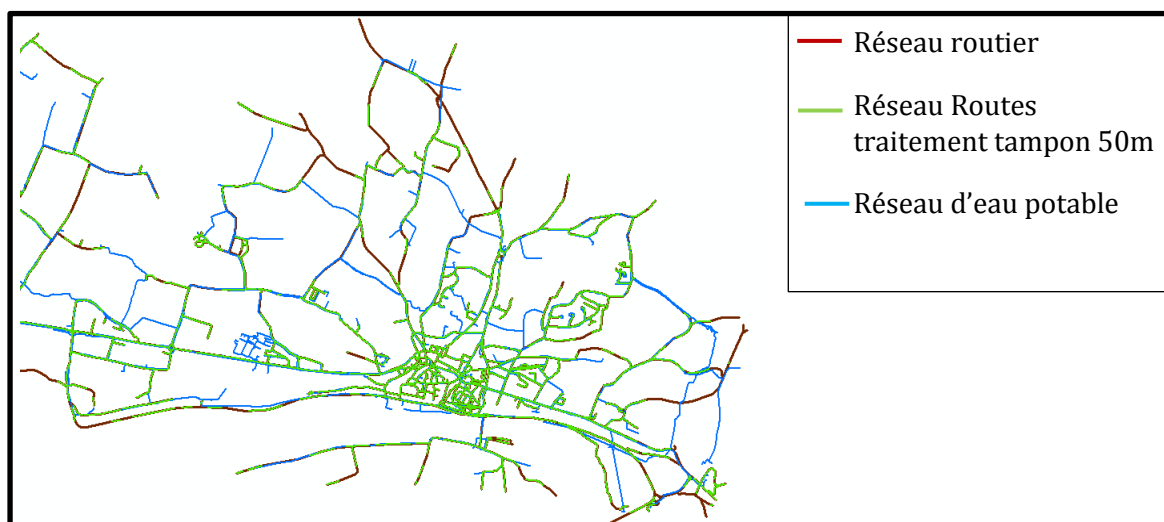 Réseau routier
Réseau Routes
traitement tampon 50m
Réseau d'eau potable